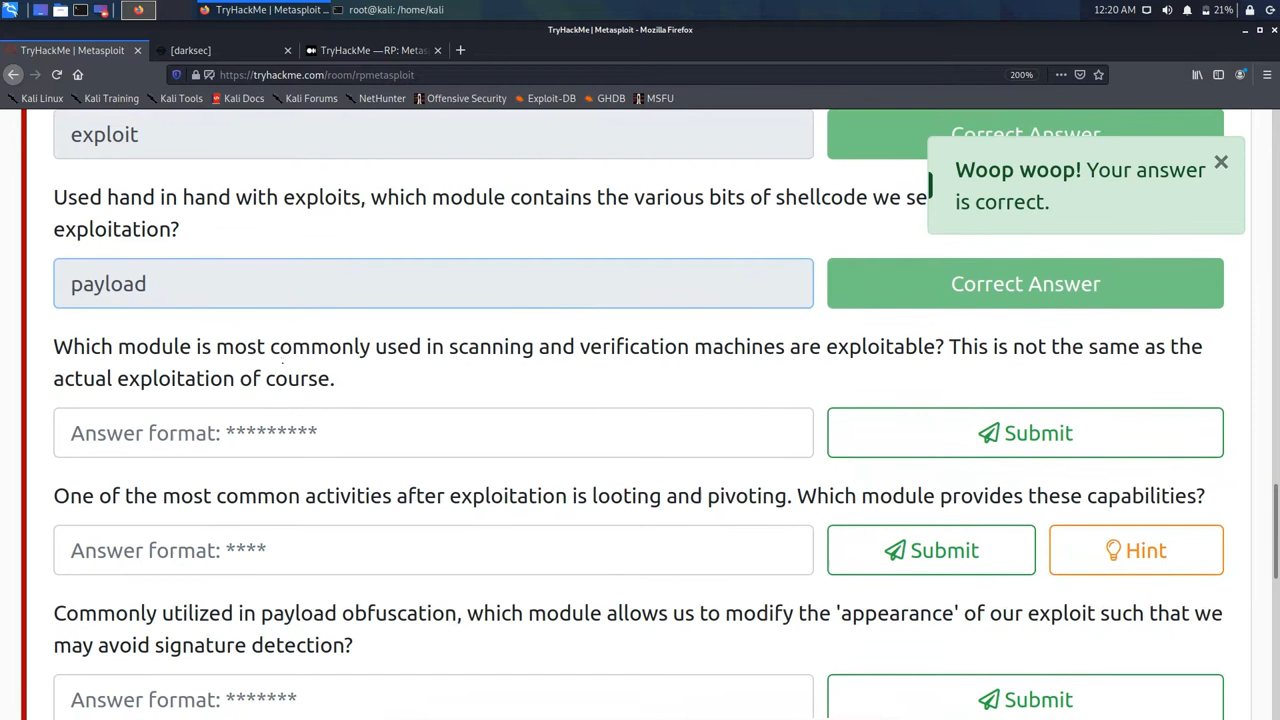 TryHackMe | Metasploit ...
root@kali: /home/kali
12:20 AM
21%
TryHackMe | Metasploit - Mozilla Firefox
TryHackMe | Metasploit
[darksec]
TryHackMe — RP: Metas
https://tryhackme.com/room/rpmetasploit
200%
Kali Linux
Kali Training
Kali Tools
Kali Docs
Kali Forums
NetHunter
Offensive Security
Exploit-DB
GHDB
MSFU
exploit
Correct Answer
Woop woop! Your answer
is correct.
Used hand in hand with exploits, which module contains the various bits of shellcode we se
exploitation?
payload
Correct Answer
Which module is most commonly used in scanning and verification machines are exploitable? This is not the same as the
actual exploitation of course.
Answer format: *********
Submit
One of the most common activities after exploitation is looting and pivoting. Which module provides these capabilities?
Answer format: ****
Submit
Hint
Commonly utilized in payload obfuscation, which module allows us to modify the 'appearance' of our exploit such that we
may avoid signature detection?
Answer format: *******
Submit